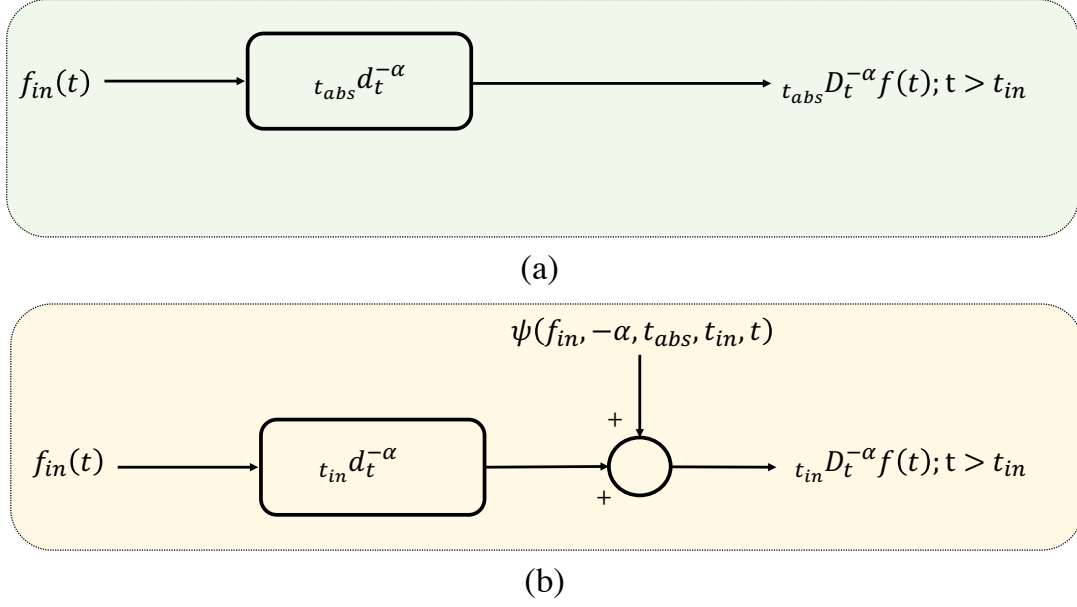 f_{in}(t) _{t_{abs}}d_t^{-α} _{t_{abs}}D_t^{-α}f(t); t > t_{in}
(a)
ψ(f_{in}, −α, t_{abs}, t_{in}, t)
+
f_{in}(t) _{t_{in}}d_t^{-α} _{t_{in}}D_t^{-α}f(t); t > t_{in}
+
(b)